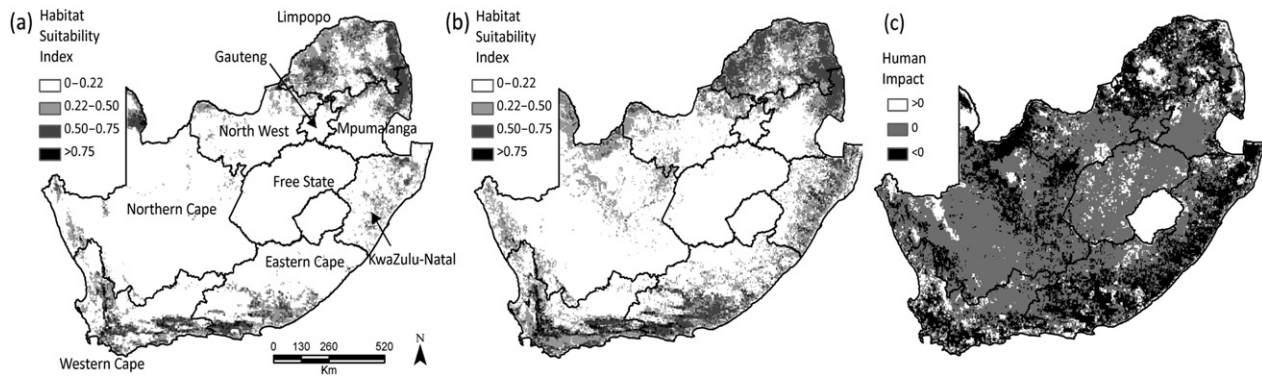 (a) Habitat
Suitability
Index
0–0.22
0.22–0.50
0.50–0.75
>0.75
Limpopo
Gauteng
North West
Mpumalanga
Free State
Northern Cape
KwaZulu-Natal
Eastern Cape
Western Cape
0 130 260 520
Km
N
(b) Habitat
Suitability
Index
0–0.22
0.22–0.50
0.50–0.75
>0.75
(c)
Human
Impact
>0
0
<0